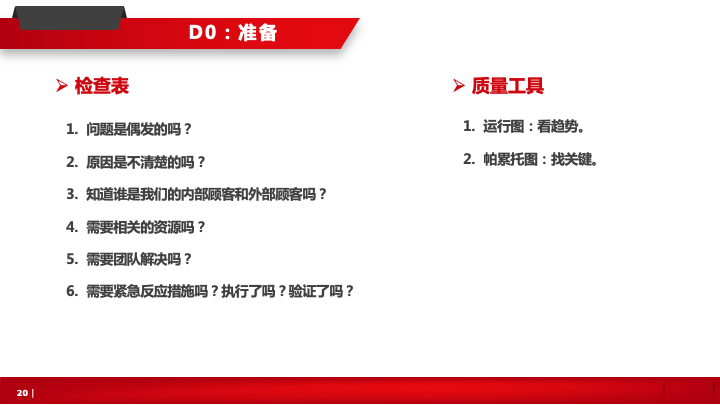 D0：准备
➢ 检查表
1. 问题是偶发的吗？
2. 原因是不清楚的吗？
3. 知道谁是我们的内部顾客和外部顾客吗？
4. 需要相关的资源吗？
5. 需要团队解决吗？
6. 需要紧急反应措施吗？执行了吗？验证了吗？
➢ 质量工具
1. 运行图：看趋势。
2. 帕累托图：找关键。
20 |